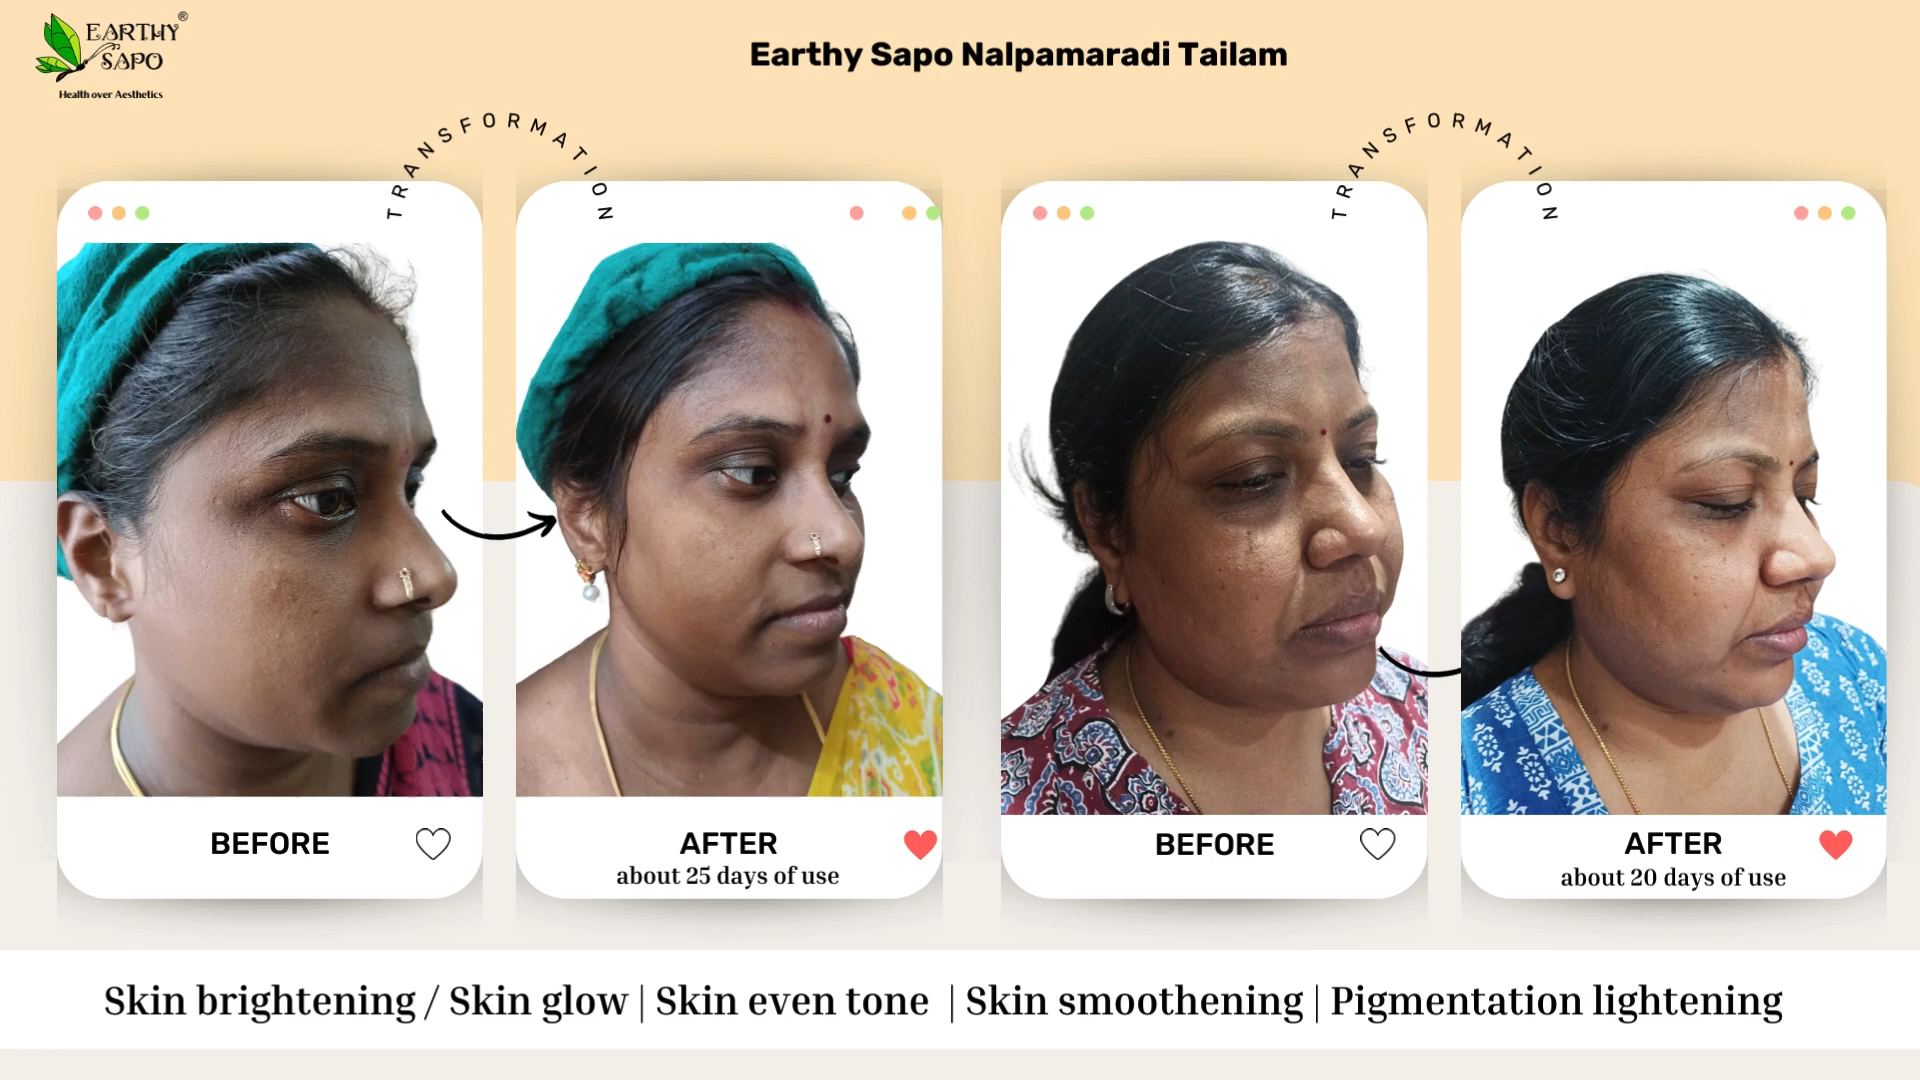 EARTHY
SAPO
®
Health over Aesthetics
Earthy Sapo Nalpamaradi Tailam
TRANSFORMATION
TRANSFORMATION
BEFORE
AFTER
about 25 days of use
BEFORE
AFTER
about 20 days of use
Skin brightening / Skin glow | Skin even tone | Skin smoothening | Pigmentation lightening